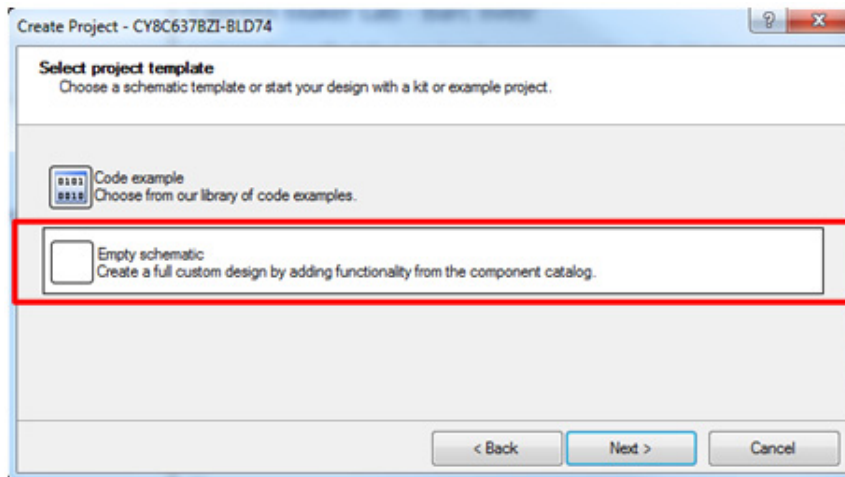 Create Project - CY8C637BZI-BLD74
?
Select project template
Choose a schematic template or start your design with a kit or example project.
0101
0010
Code example
Choose from our library of code examples.
Empty schematic
Create a full custom design by adding functionality from the component catalog.
< Back
Next >
Cancel